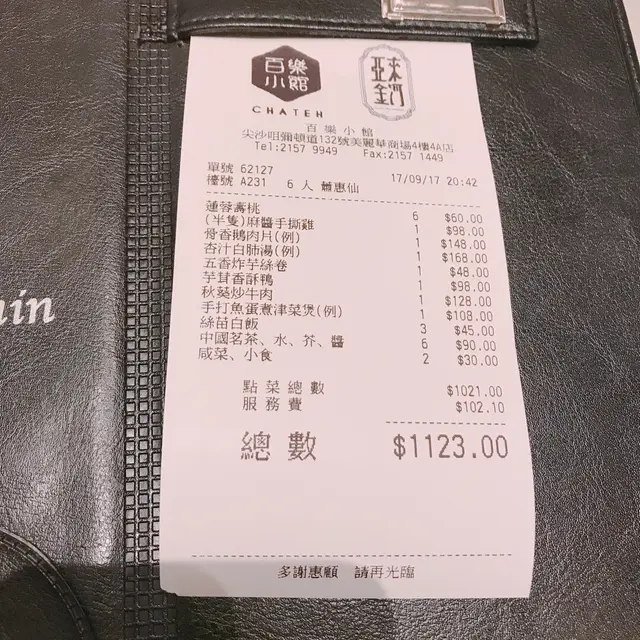 百樂
小館
CHATEH
亞來
金河
百樂小館
尖沙咀彌頓道132號美麗華商場4樓4A店
Tel:2157 9949 Fax:2157 1449
單號 62127
檯號 A231 6 人 蕭惠仙 17/09/17 20:42
蓮蓉壽桃 6 $60.00
(半隻)麻醬手撕雞 1 $98.00
骨香鵝肉片(例) 1 $148.00
杏汁白肺湯(例) 1 $168.00
五香炸芋絲卷 1 $48.00
芋茸香酥鴨 1 $98.00
秋葵炒牛肉 1 $128.00
手打魚蛋煮津菜煲(例) 1 $108.00
絲苗白飯 3 $45.00
中國茗茶、水、芥、醬 6 $90.00
咸菜、小食 2 $30.00
點菜總數 $1021.00
服務費 $102.10
總數 $1123.00
多謝惠顧 請再光臨